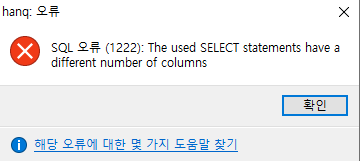 hanq: 오류
SQL 오류 (1222): The used SELECT statements have a
different number of columns
확인
해당 오류에 대한 몇 가지 도움말 찾기